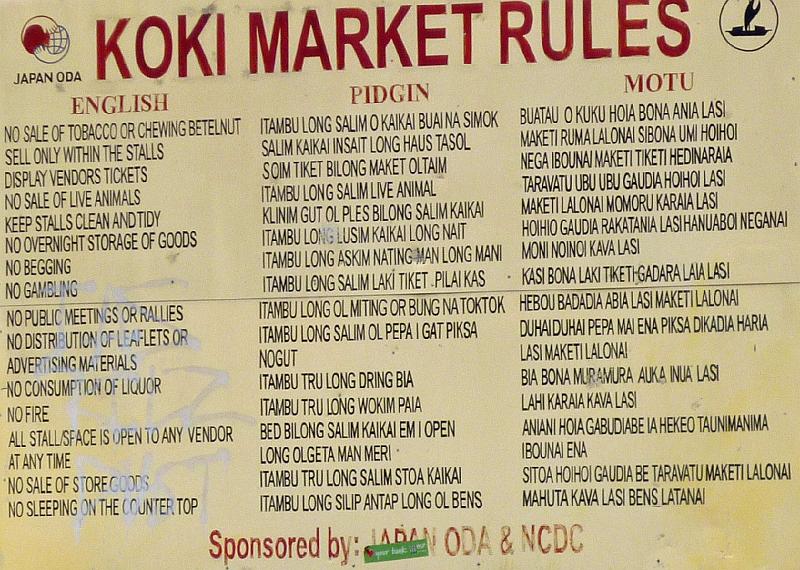 KOKI MARKET RULES
JAPAN ODA
ENGLISH
NO SALE OF TOBACCO OR CHEWING BETELNUT
SELL ONLY WITHIN THE STALLS
DISPLAY VENDORS TICKETS
NO SALE OF LIVE ANIMALS
KEEP STALLS CLEAN AND TIDY
NO OVERNIGHT STORAGE OF GOODS
NO BEGGING
NO GAMBLING
NO PUBLIC MEETINGS OR RALLIES
NO DISTRIBUTION OF LEAFLETS OR
ADVERTISING MATERIALS
NO CONSUMPTION OF LIQUOR
NO FIRE
ALL STALL/SPACE IS OPEN TO ANY VENDOR
AT ANY TIME
NO SALE OF STORE GOODS
NO SLEEPING ON THE COUNTER TOP
PIDGIN
ITAMBU LONG SALIM O KAIKAI BUAI NA SIMOK
SALIM KAIKAI INSAIT LONG HAUS TASOL
SOIM TIKET BILONG MAKET OLTAIM
ITAMBU LONG SALIM LIVE ANIMAL
KLINIM GUT OL PLES BILONG SALIM KAIKAI
ITAMBU LONG LUSIM KAIKAI LONG NAIT
ITAMBU LONG ASKIM NATING MAN LONG MANI
ITAMBU LONG SALIM LAKI TIKET . PILAI KAS
ITAMBU LONG OL MITING OR BUNG NA TOKTOK
ITAMBU LONG SALIM OL PEPA I GAT PIKSA
NOGUT
ITAMBU TRU LONG DRING BIA
ITAMBU TRU LONG WOKIM PAIA
BED BILONG SALIM KAIKAI EM I OPEN
LONG OLGETA MAN MERI
ITAMBU TRU LONG SALIM STOA KAIKAI
ITAMBU LONG SILIP ANTAP LONG OL BENS
MOTU
BUATAU O KUKU HOIA BONA ANIA LASI
MAKETI RUMA LALONAI SIBONA UMI HOIHOI
NEGA IBOUNAI MAKETI TIKETI HEDINARAIA
TARAVATU UBU UBU GAUDIA HOIHOI LASI
MAKETI LALONAI MOMORU KARAIA LASI
HOIHIO GAUDIA RAKATANIA LASI HANUABOI NEGANAI
MONI NOINOI KAVA LASI
KASI BONA LAKI TIKETI GADARA LAIA LASI
HEBOU BADADIA ABIA LASI MAKETI LALONAI
DUHAIDUHAI PEPA MAI ENA PIKSA DIKADIA HARIA
LASI MAKETI LALONAI
BIA BONA MURAMURA AUKA INUA LASI
LAHI KARAIA KAVA LASI
ANIANI HOIA GABUDIABE IA HEKEO TAUNIMANIMA
IBOUNAI ENA
SITOA HOIHOI GAUDIA BE TARAVATU MAKETI LALONAI
MAHUTA KAVA LASI BENS LATANAI
Sponsored by: JAPAN ODA & NCDC